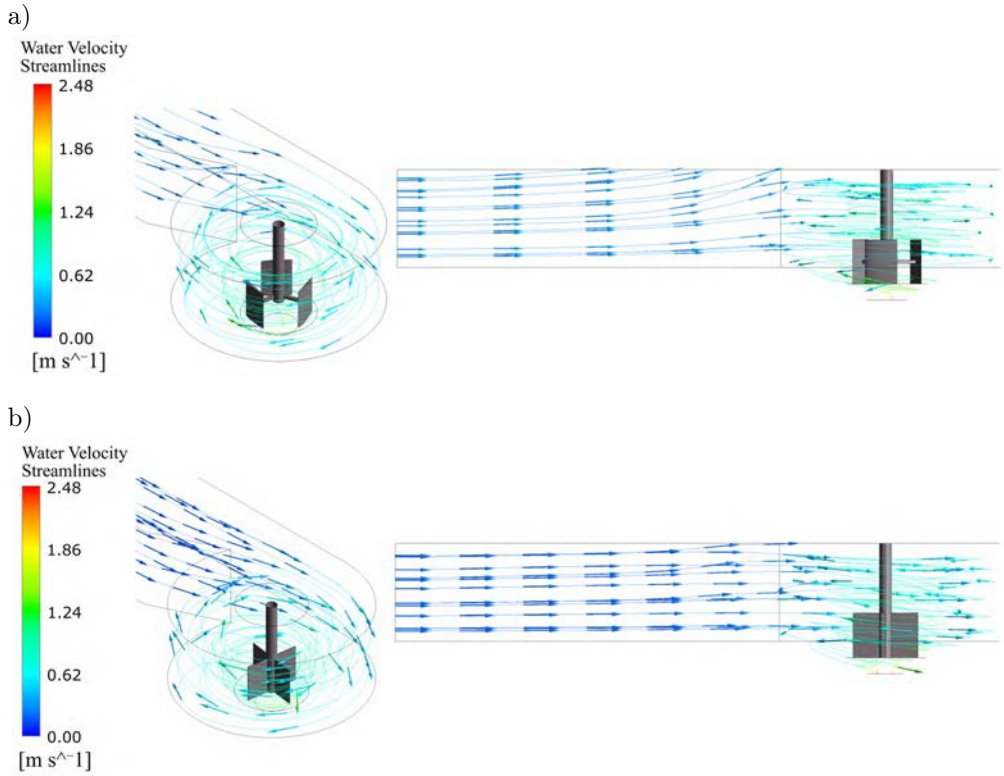 a)
Water Velocity
Streamlines
2.48
1.86
1.24
0.62
0.00
[m s^-1]
b)
Water Velocity
Streamlines
2.48
1.86
1.24
0.62
0.00
[m s^-1]